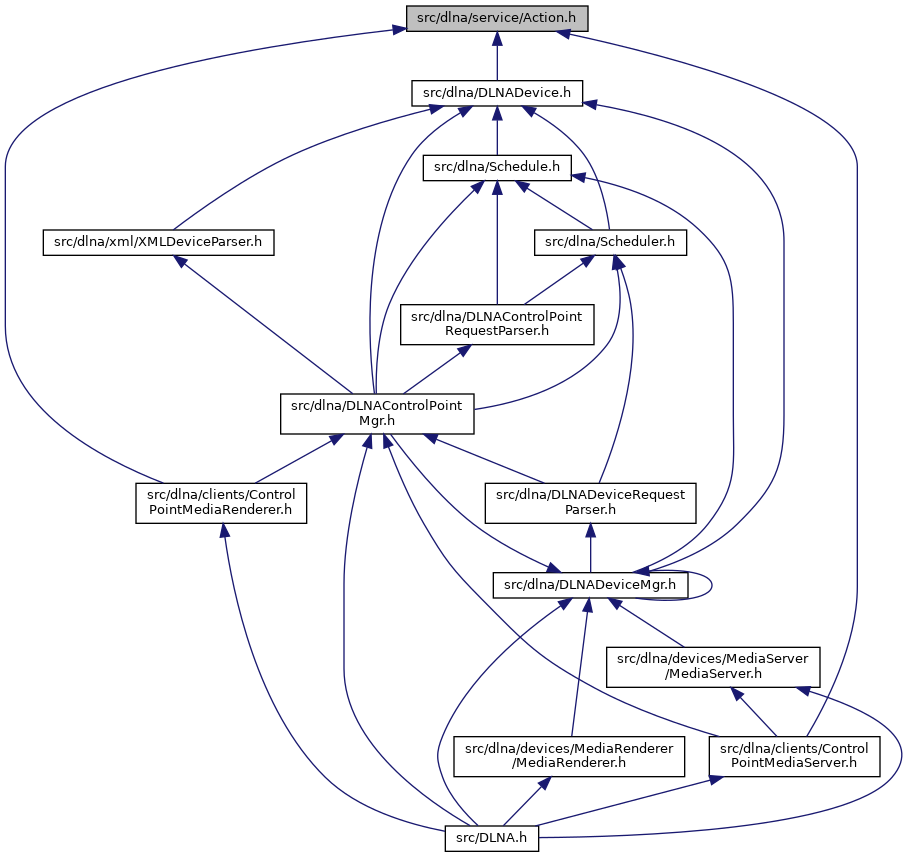 src/dlna/service/Action.h
src/dlna/DLNADevice.h
src/dlna/Schedule.h
src/dlna/xml/XMLDeviceParser.h
src/dlna/Scheduler.h
src/dlna/DLNAControlPoint
RequestParser.h
src/dlna/DLNAControlPoint
Mgr.h
src/dlna/clients/Control
PointMediaRenderer.h
src/dlna/DLNADeviceRequest
Parser.h
src/dlna/DLNADeviceMgr.h
src/dlna/devices/MediaServer
/MediaServer.h
src/dlna/devices/MediaRenderer
/MediaRenderer.h
src/dlna/clients/Control
PointMediaServer.h
src/DLNA.h